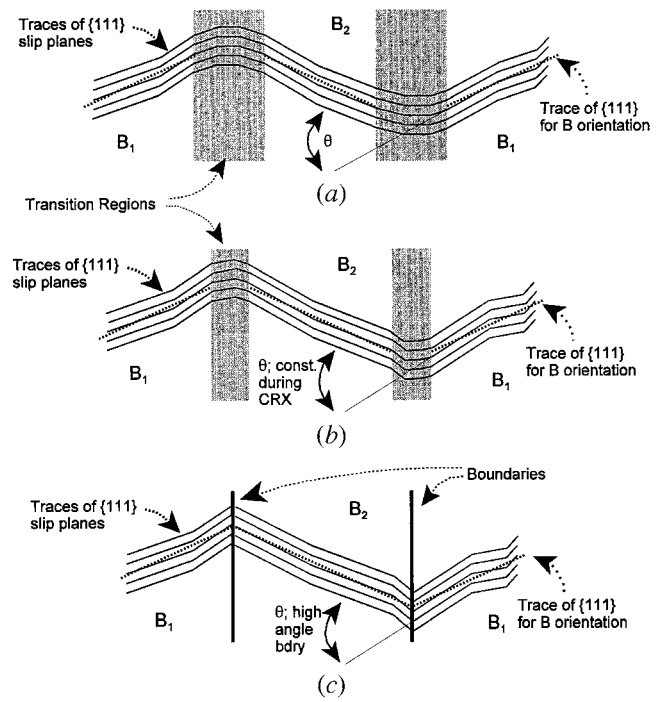 Traces of {111}
slip planes
B2
Trace of {111}
for B orientation
B1
θ
B1
(a)
Transition Regions
Traces of {111}
slip planes
B2
Trace of {111}
for B orientation
B1
θ; const.
during
CRX
B1
(b)
Boundaries
Traces of {111}
slip planes
B2
B1
θ; high
angle
bdry
B1
Trace of {111}
for B orientation
(c)